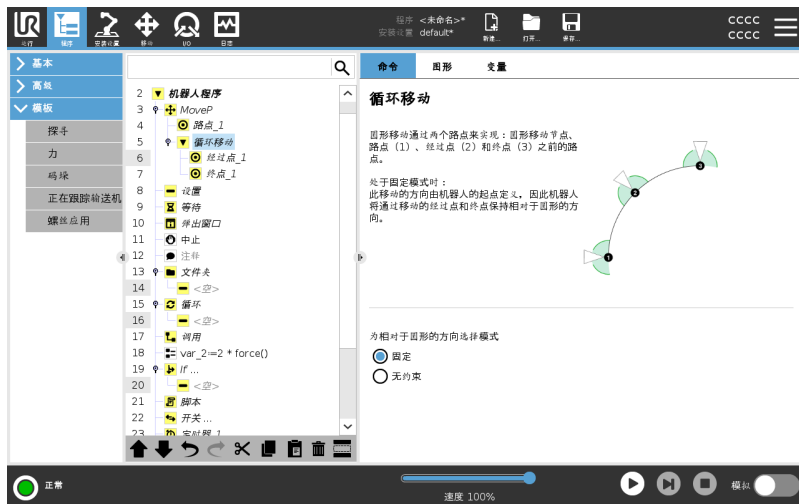 UR
运行
程序
安装设置
移动
I/O
日志
程序 <未命名>*
安装设置 default*
新建...
打开...
保存...
cccc
cccc
基本
高级
模板
探寻
力
码垛
正在跟踪输送机
螺丝应用
2 机器人程序
3 MoveP
4 路点_1
5 循环移动
6 经过点_1
7 终点_1
8 设置
9 等待
10 弹出窗口
11 中止
12 注释
13 文件夹
14 <空>
15 循环
16 <空>
17 调用
18 var_2:=2 * force()
19 If ...
20 <空>
21 脚本
22 开关...
23 定时器_1
命令
图形
变量
循环移动
圆形移动通过两个路点来实现：圆形移动节点、
路点（1）、经过点（2）和终点（3）之前的路
点。
处于固定模式时：
此移动的方向由机器人的起点定义，因此机器人
将通过移动的经过点和终点保持相对于圆形的方
向。
1
2
3
为相对于圆形的方向选择模式
固定
无约束
正常
速度 100%
模拟